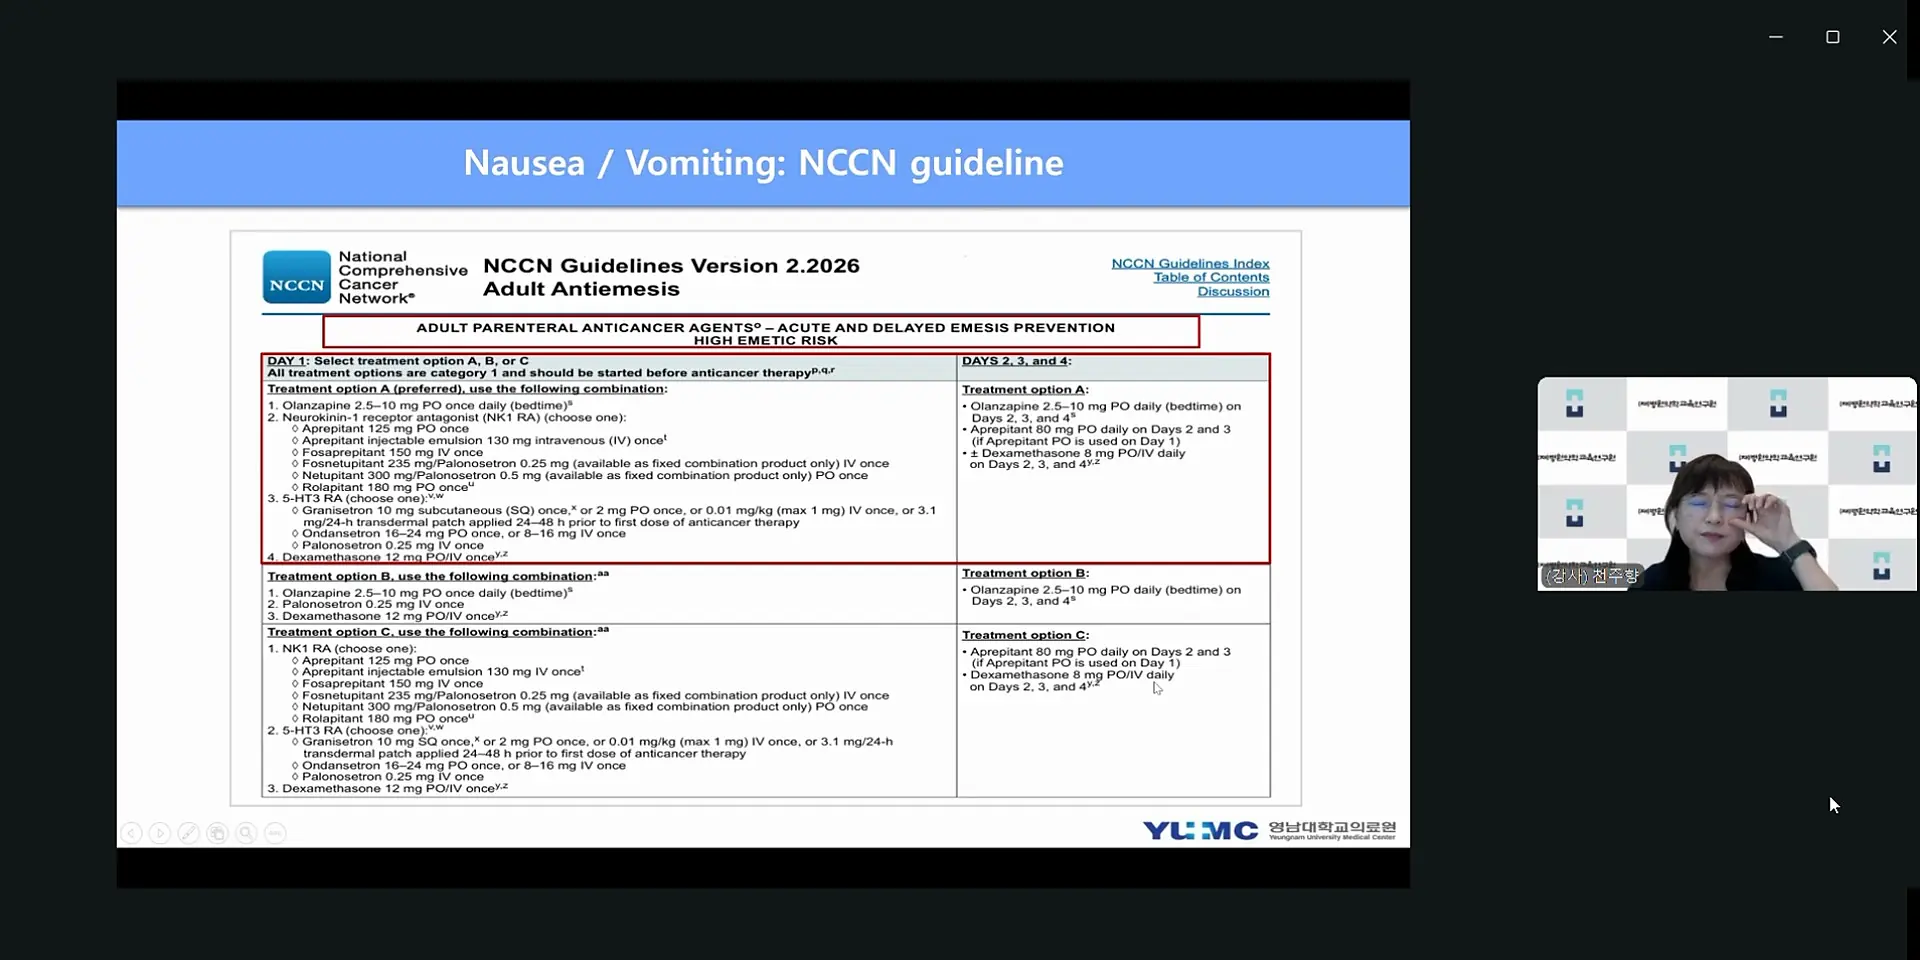 Nausea / Vomiting: NCCN guideline
NCCN
National
Comprehensive
Cancer
Network®
NCCN Guidelines Version 2.2026
Adult Antiemesis
NCCN Guidelines Index
Table of Contents
Discussion
ADULT PARENTERAL ANTICANCER AGENTSᵒ – ACUTE AND DELAYED EMESIS PREVENTION
HIGH EMETIC RISK
DAY 1: Select treatment option A, B, or C
All treatment options are category 1 and should be started before anticancer therapyp,q,r
DAYS 2, 3, and 4:
Treatment option A (preferred), use the following combination:
1. Olanzapine 2.5–10 mg PO once daily (bedtime)s
2. Neurokinin-1 receptor antagonist (NK1 RA) (choose one):
◊ Aprepitant 125 mg PO once
◊ Aprepitant injectable emulsion 130 mg intravenous (IV) oncet
◊ Fosaprepitant 150 mg IV once
◊ Fosnetupitant 235 mg/Palonosetron 0.25 mg (available as fixed combination product only) IV once
◊ Netupitant 300 mg/Palonosetron 0.5 mg (available as fixed combination product only) PO once
◊ Rolapitant 180 mg PO onceu
3. 5-HT3 RA (choose one):v,w
◊ Granisetron 10 mg subcutaneous (SQ) once,x or 2 mg PO once, or 0.01 mg/kg (max 1 mg) IV once, or 3.1
mg/24-h transdermal patch applied 24–48 h prior to first dose of anticancer therapy
◊ Ondansetron 16–24 mg PO once, or 8–16 mg IV once
◊ Palonosetron 0.25 mg IV once
4. Dexamethasone 12 mg PO/IV oncey,z
Treatment option A:
• Olanzapine 2.5–10 mg PO daily (bedtime) on
Days 2, 3, and 4s
• Aprepitant 80 mg PO daily on Days 2 and 3
(if Aprepitant PO is used on Day 1)
• ± Dexamethasone 8 mg PO/IV daily
on Days 2, 3, and 4y,z
Treatment option B, use the following combination:aa
1. Olanzapine 2.5–10 mg PO once daily (bedtime)s
2. Palonosetron 0.25 mg IV once
3. Dexamethasone 12 mg PO/IV oncey,z
Treatment option B:
• Olanzapine 2.5–10 mg PO daily (bedtime) on
Days 2, 3, and 4s
Treatment option C, use the following combination:aa
1. NK1 RA (choose one):
◊ Aprepitant 125 mg PO once
◊ Aprepitant injectable emulsion 130 mg IV oncet
◊ Fosaprepitant 150 mg IV once
◊ Fosnetupitant 235 mg/Palonosetron 0.25 mg (available as fixed combination product only) IV once
◊ Netupitant 300 mg/Palonosetron 0.5 mg (available as fixed combination product only) PO once
◊ Rolapitant 180 mg PO onceu
2. 5-HT3 RA (choose one):v,w
◊ Granisetron 10 mg SQ once,x or 2 mg PO once, or 0.01 mg/kg (max 1 mg) IV once, or 3.1 mg/24-h
transdermal patch applied 24–48 h prior to first dose of anticancer therapy
◊ Ondansetron 16–24 mg PO once, or 8–16 mg IV once
◊ Palonosetron 0.25 mg IV once
3. Dexamethasone 12 mg PO/IV oncey,z
Treatment option C:
• Aprepitant 80 mg PO daily on Days 2 and 3
(if Aprepitant PO is used on Day 1)
• Dexamethasone 8 mg PO/IV daily
on Days 2, 3, and 4y,z
YUMC 영남대학교의료원
Yeungnam University Medical Center
(재)병원약학교육연구원
(강사) 천주향